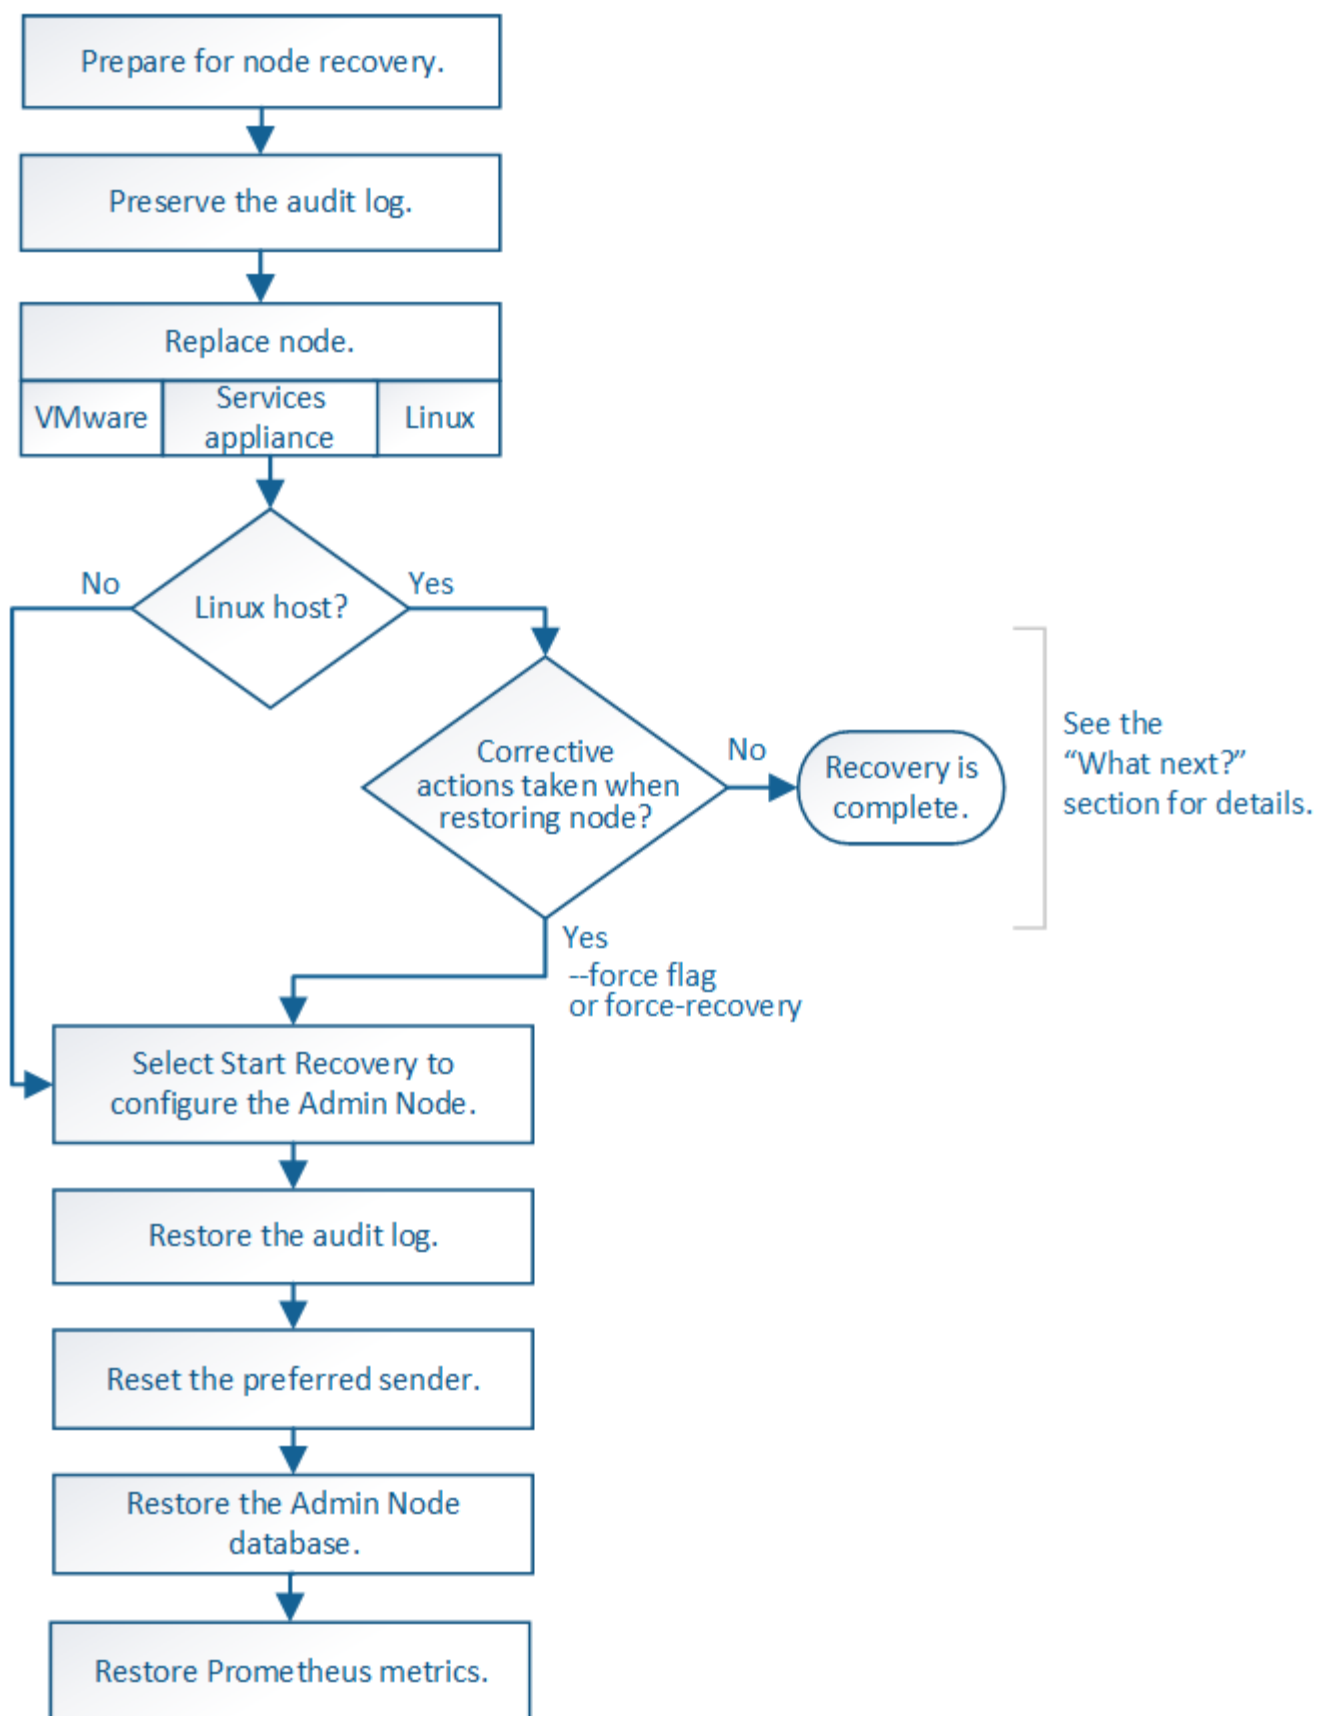 Prepare for node recovery.
Preserve the audit log.
Replace node.
VMware
Services
appliance
Linux
Linux host?
No
Yes
Corrective
actions taken when
restoring node?
No
Recovery is
complete.
See the
“What next?”
section for details.
Yes
--force flag
or force-recovery
Select Start Recovery to
configure the Admin Node.
Restore the audit log.
Reset the preferred sender.
Restore the Admin Node
database.
Restore Prometheus metrics.